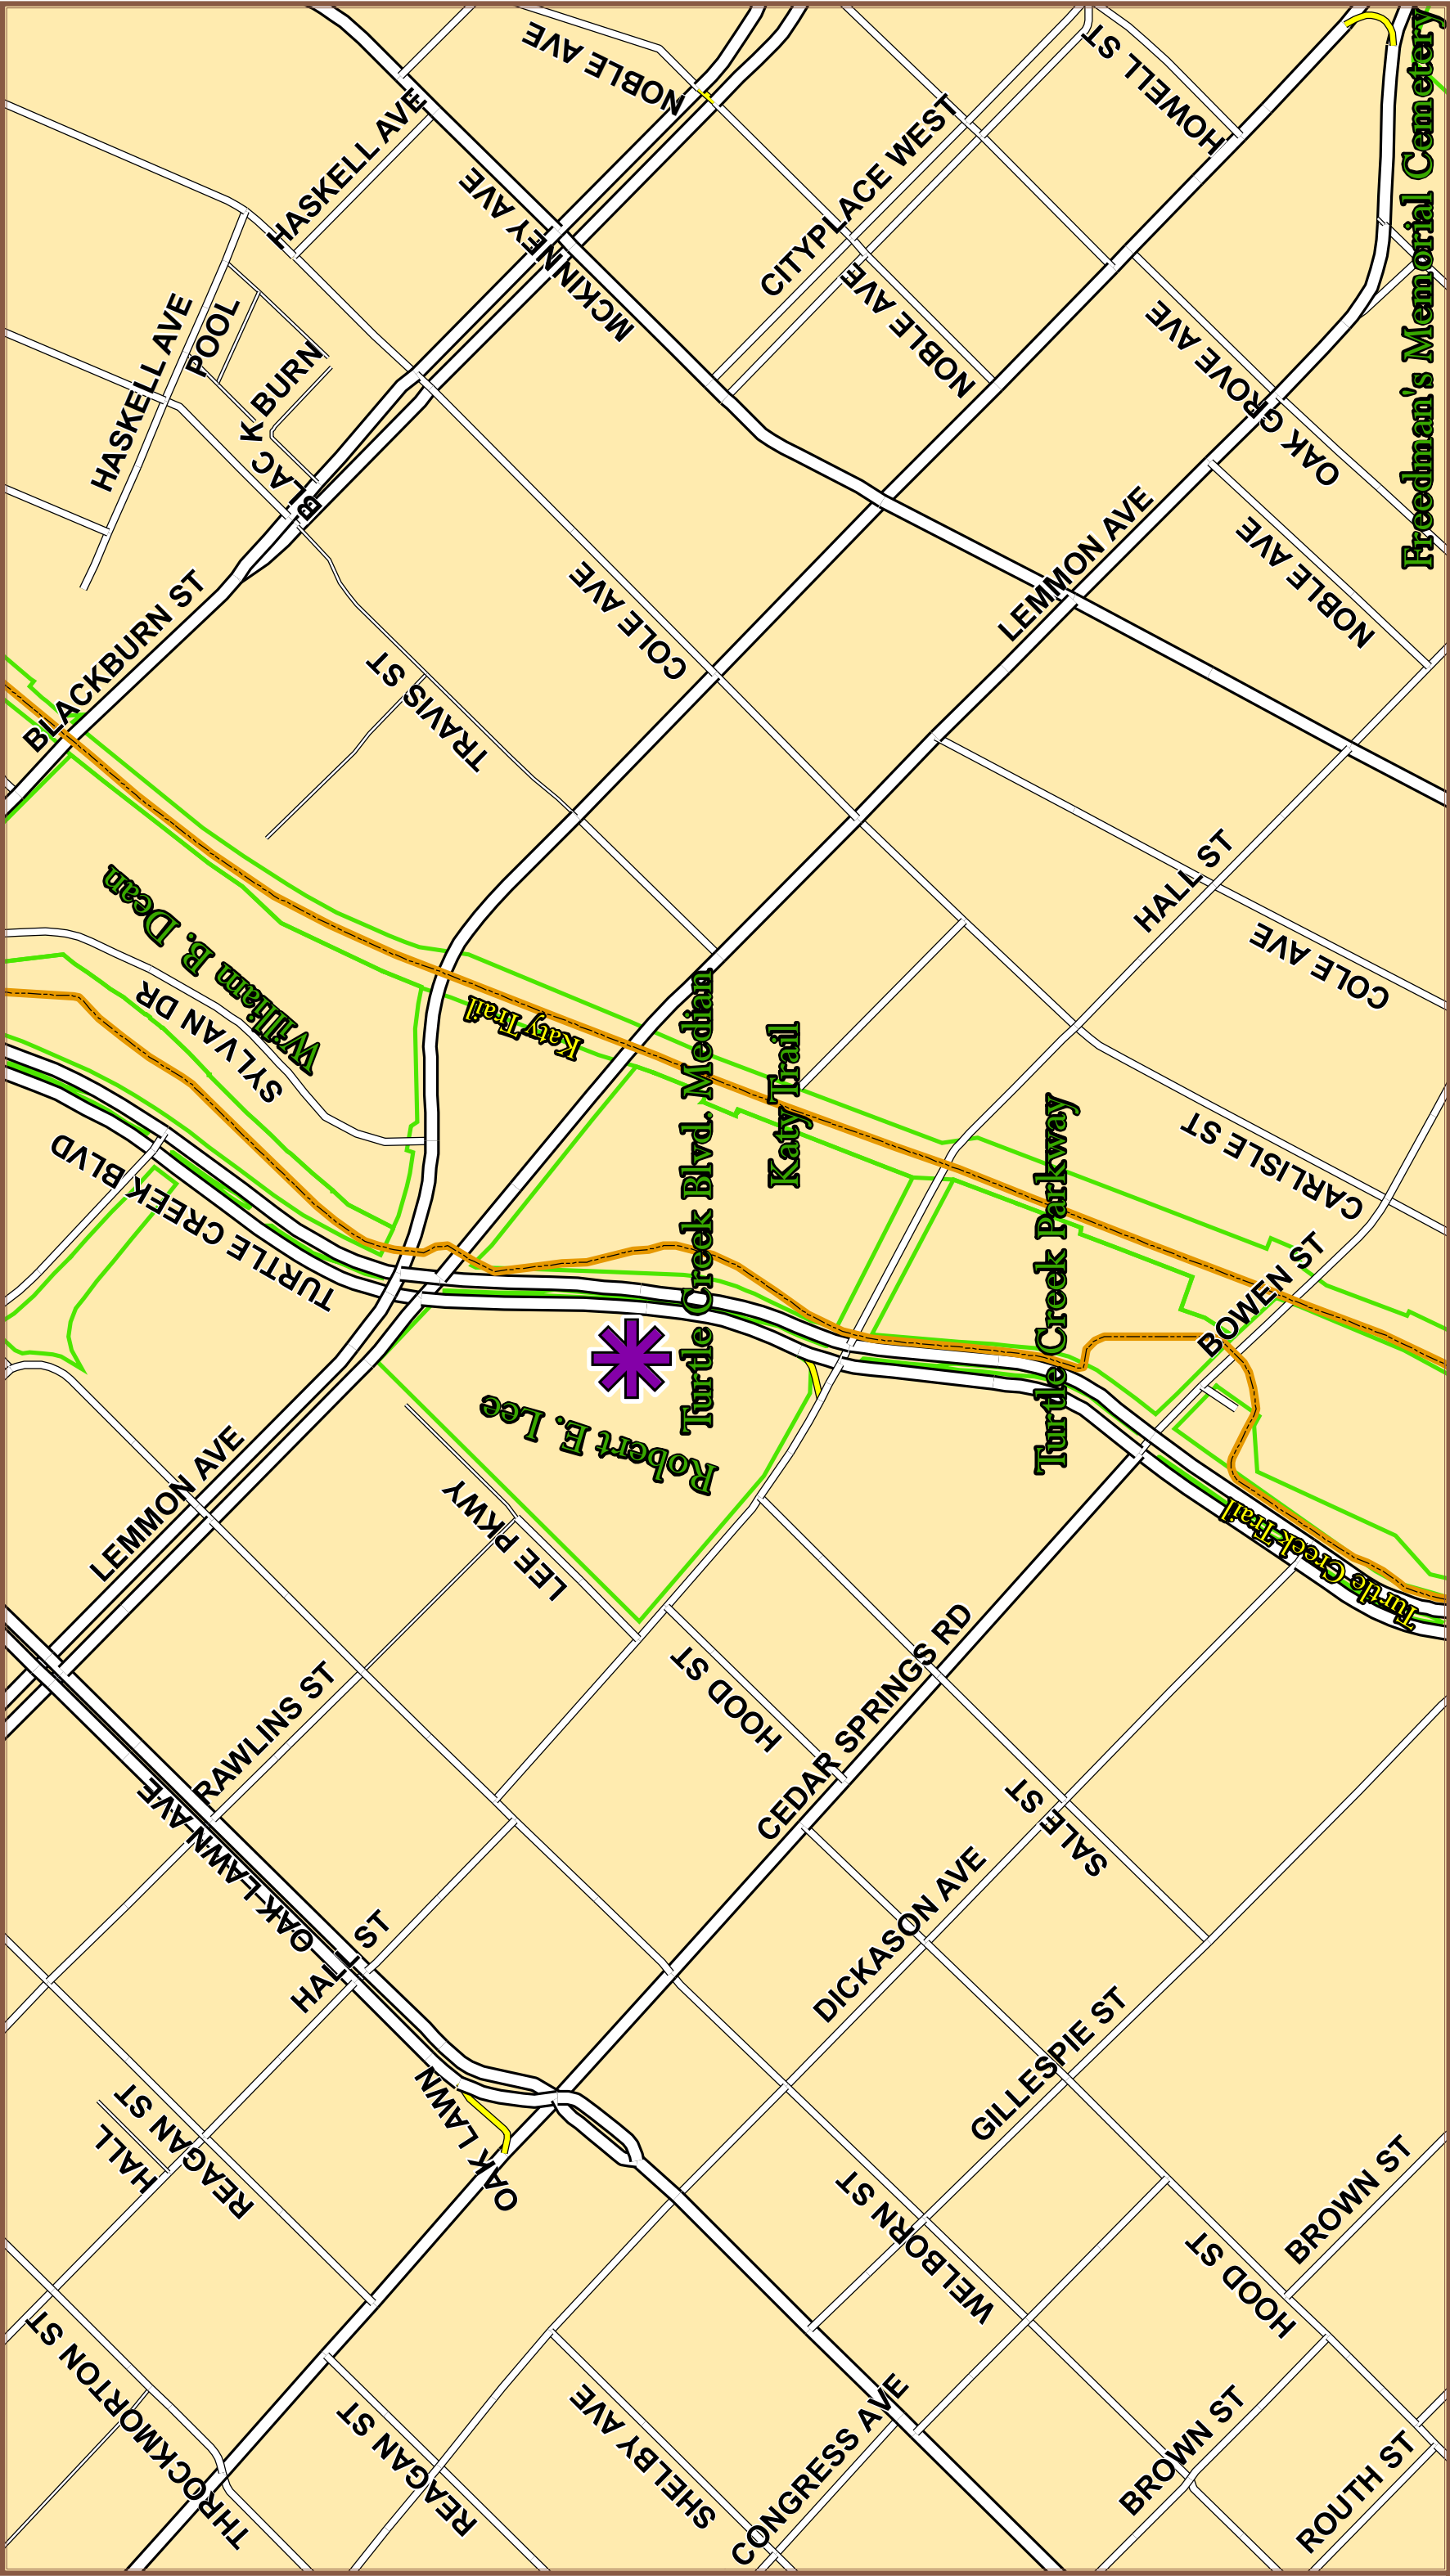 NOBLE AVE
HOWELL ST
HASKELL AVE
CITYPLACE WEST
Freedman's Memorial Cemetery
MCKINNEY AVE
NOBLE AVE
HASKELL AVE
POOL
OAK GROVE AVE
BLACKBURN
LEMMON AVE
NOBLE AVE
COLE AVE
BLACKBURN ST
TRAVIS ST
HALL ST
William B. Dean
COLE AVE
SYLVAN DR
Katy Trail
Turtle Creek Blvd. Median
Katy Trail
Turtle Creek Parkway
CARLISLE ST
TURTLE CREEK BLVD
BOWEN ST
Robert E. Lee
LEMMON AVE
LEE PKWY
Turtle Creek Trail
HOOD ST
CEDAR SPRINGS RD
RAWLINS ST
OAK LAWN AVE
SALE ST
DICKASON AVE
HALL ST
GILLESPIE ST
OAK LAWN
REAGAN ST
HALL
WELBORN ST
BROWN ST
HOOD ST
THROCKMORTON ST
REAGAN ST
SHELBY AVE
CONGRESS AVE
BROWN ST
ROUTH ST